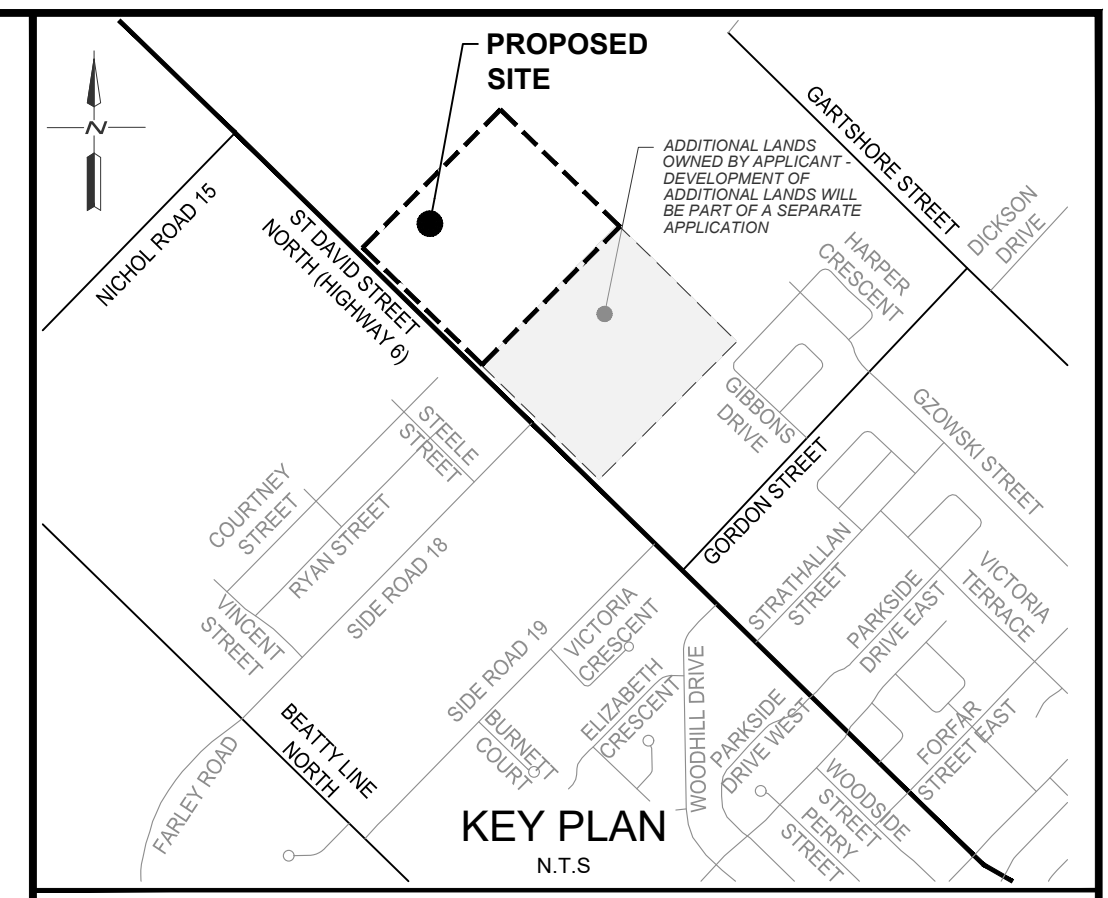 PROPOSED
SITE
N
ADDITIONAL LANDS
OWNED BY APPLICANT -
DEVELOPMENT OF
ADDITIONAL LANDS WILL
BE PART OF A SEPARATE
APPLICATION
GARTSHORE STREET
DICKSON
DRIVE
NICHOL ROAD 15
ST DAVID STREET
NORTH (HIGHWAY 6)
HARPER
CRESCENT
GIBBONS
DRIVE
GZOWSKI STREET
GORDON STREET
STEELE
STREET
COURTNEY
STREET
RYAN STREET
SIDE ROAD 18
VINCENT
STREET
STRATHALLAN
STREET
PARKSIDE
DRIVE EAST
VICTORIA
TERRACE
SIDE ROAD 19
VICTORIA
CRESCENT
ELIZABETH
CRESCENT
BURNETT
COURT
WOODHILL DRIVE
PARKSIDE
DRIVE WEST
FORFAR
STREET EAST
WOODSIDE
STREET
PERRY
STREET
BEATTY LINE
NORTH
FARLEY ROAD
KEY PLAN
N.T.S